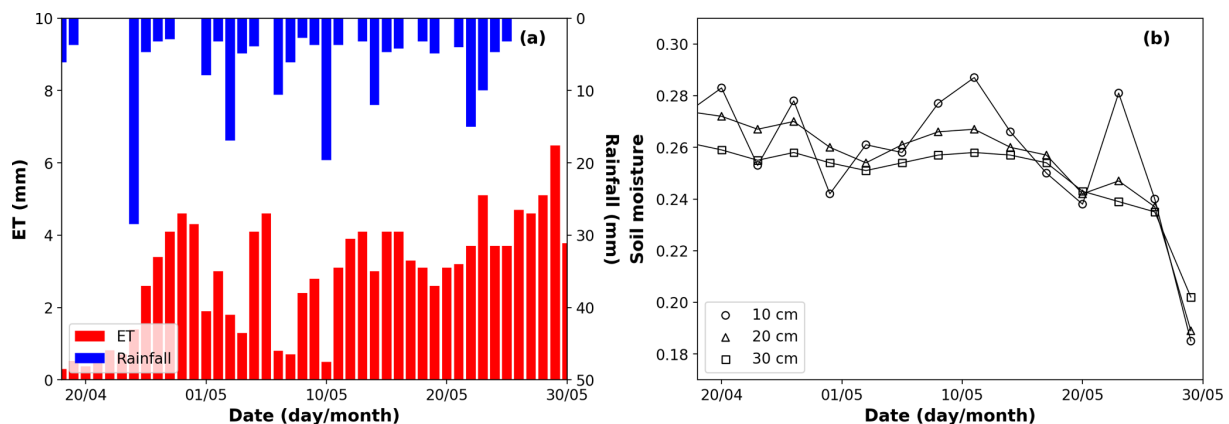 (a)
ET (mm)
10
8
6
4
2
0
0
10
20
30
40
50
Rainfall (mm)
ET
Rainfall
20/04
01/05
10/05
20/05
30/05
Date (day/month)
(b)
Soil moisture
0.30
0.28
0.26
0.24
0.22
0.20
0.18
10 cm
20 cm
30 cm
20/04
01/05
10/05
20/05
30/05
Date (day/month)